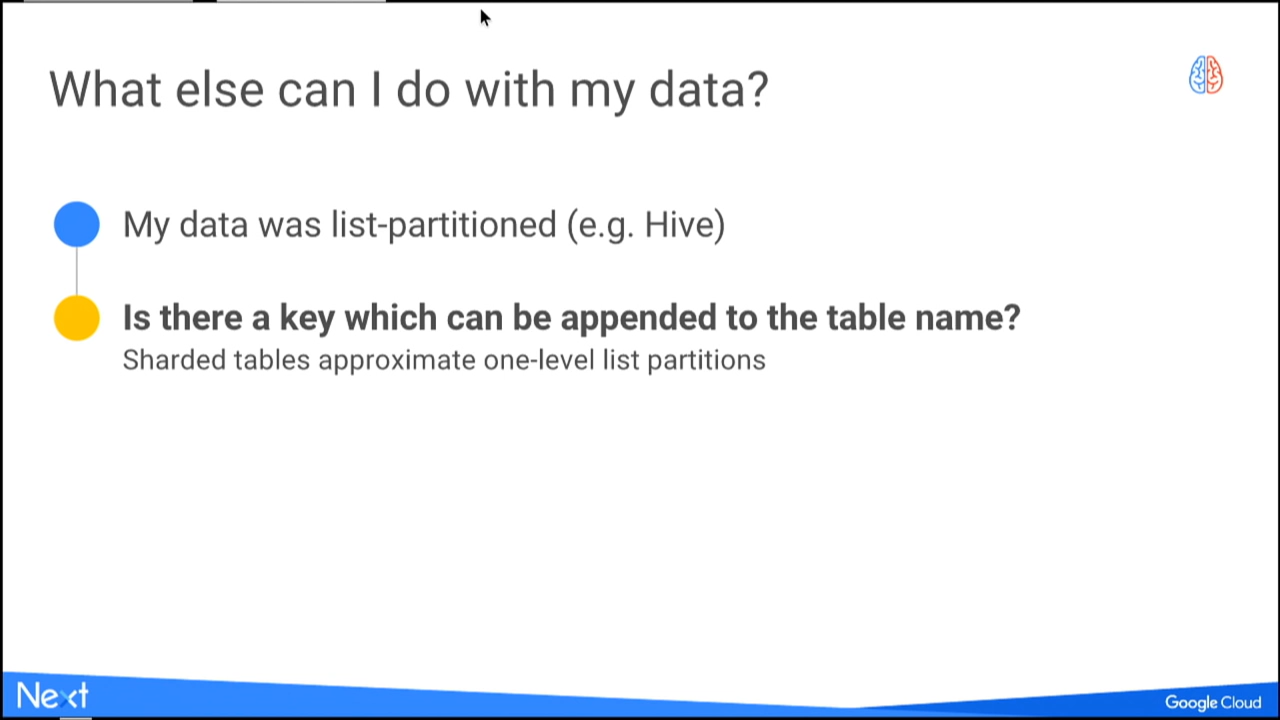 What else can I do with my data?
My data was list-partitioned (e.g. Hive)
Is there a key which can be appended to the table name?
Sharded tables approximate one-level list partitions
Next
Google Cloud